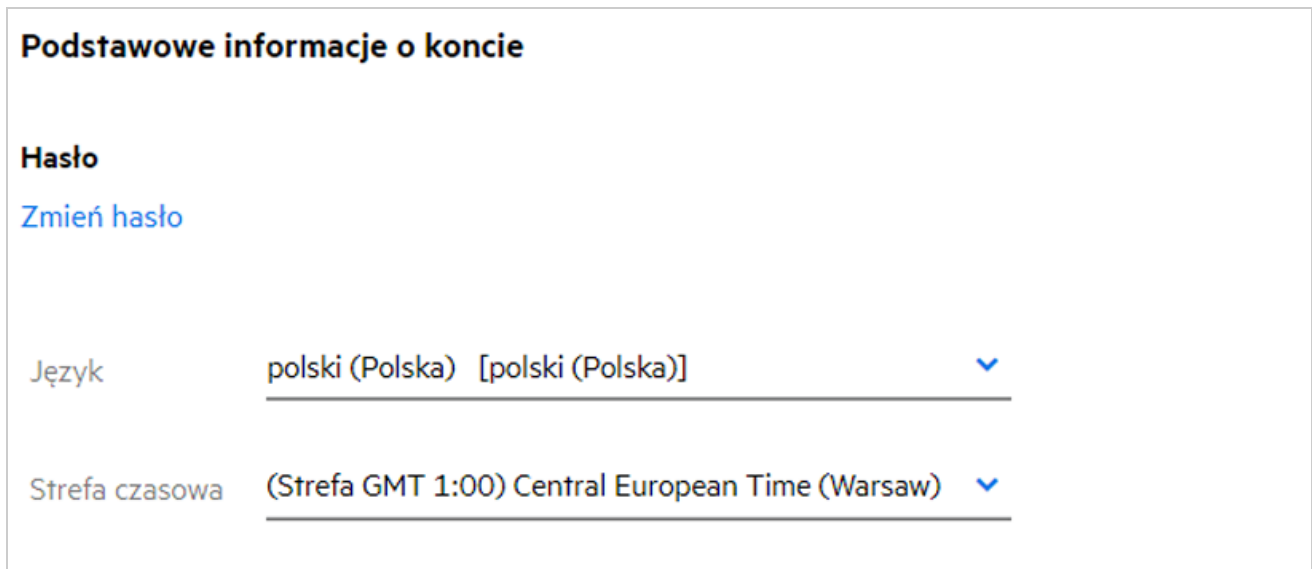 Podstawowe informacje o koncie
Hasło
Zmień hasło
Język polski (Polska) [polski (Polska)]
Strefa czasowa (Strefa GMT 1:00) Central European Time (Warsaw)